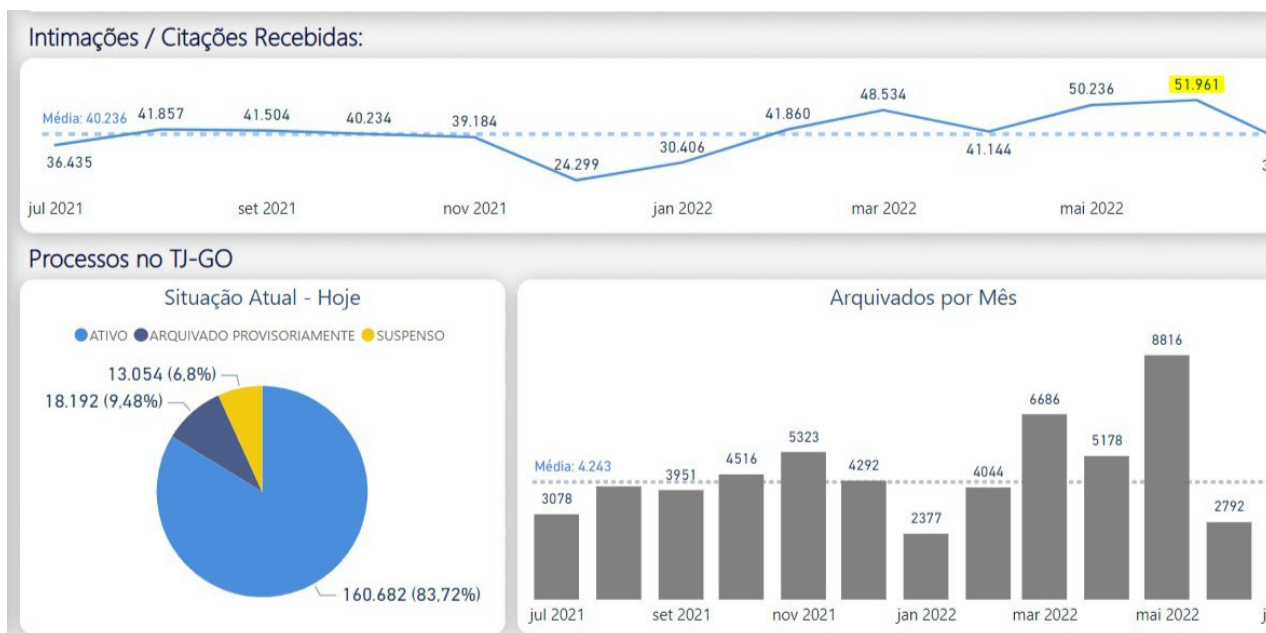 Intimações / Citações Recebidas:
Média: 40.236
36.435
41.857
41.504
40.234
39.184
24.299
30.406
41.860
48.534
41.144
50.236
51.961
3
jul 2021
set 2021
nov 2021
jan 2022
mar 2022
mai 2022
Processos no TJ-GO
Situação Atual - Hoje
ATIVO ARQUIVADO PROVISORIAMENTE SUSPENSO
13.054 (6,8%)
18.192 (9,48%)
160.682 (83,72%)
Arquivados por Mês
Média: 4.243
3078
3951
4516
5323
4292
2377
4044
6686
5178
8816
2792
jul 2021
set 2021
nov 2021
jan 2022
mar 2022
mai 2022
j